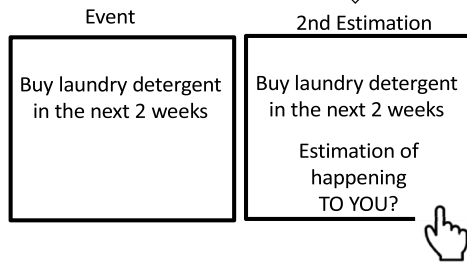 Event
Buy laundry detergent
in the next 2 weeks
2nd Estimation
Buy laundry detergent
in the next 2 weeks
Estimation of
happening
TO YOU?